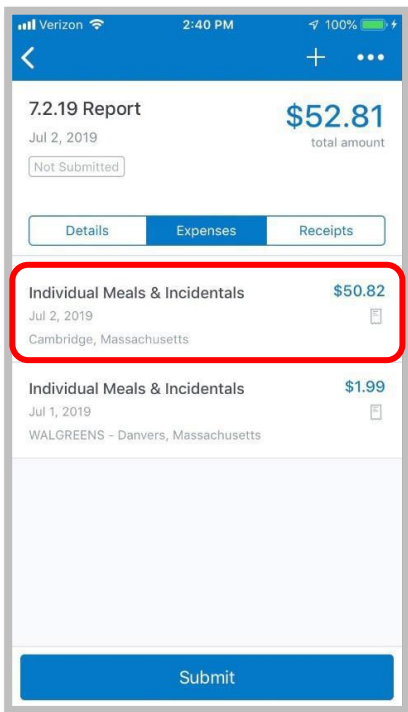 Verizon 2:40 PM 100%
7.2.19 Report $52.81
Jul 2, 2019 total amount
Not Submitted
Details Expenses Receipts
Individual Meals & Incidentals $50.82
Jul 2, 2019
Cambridge, Massachusetts
Individual Meals & Incidentals $1.99
Jul 1, 2019
WALGREENS - Danvers, Massachusetts
Submit